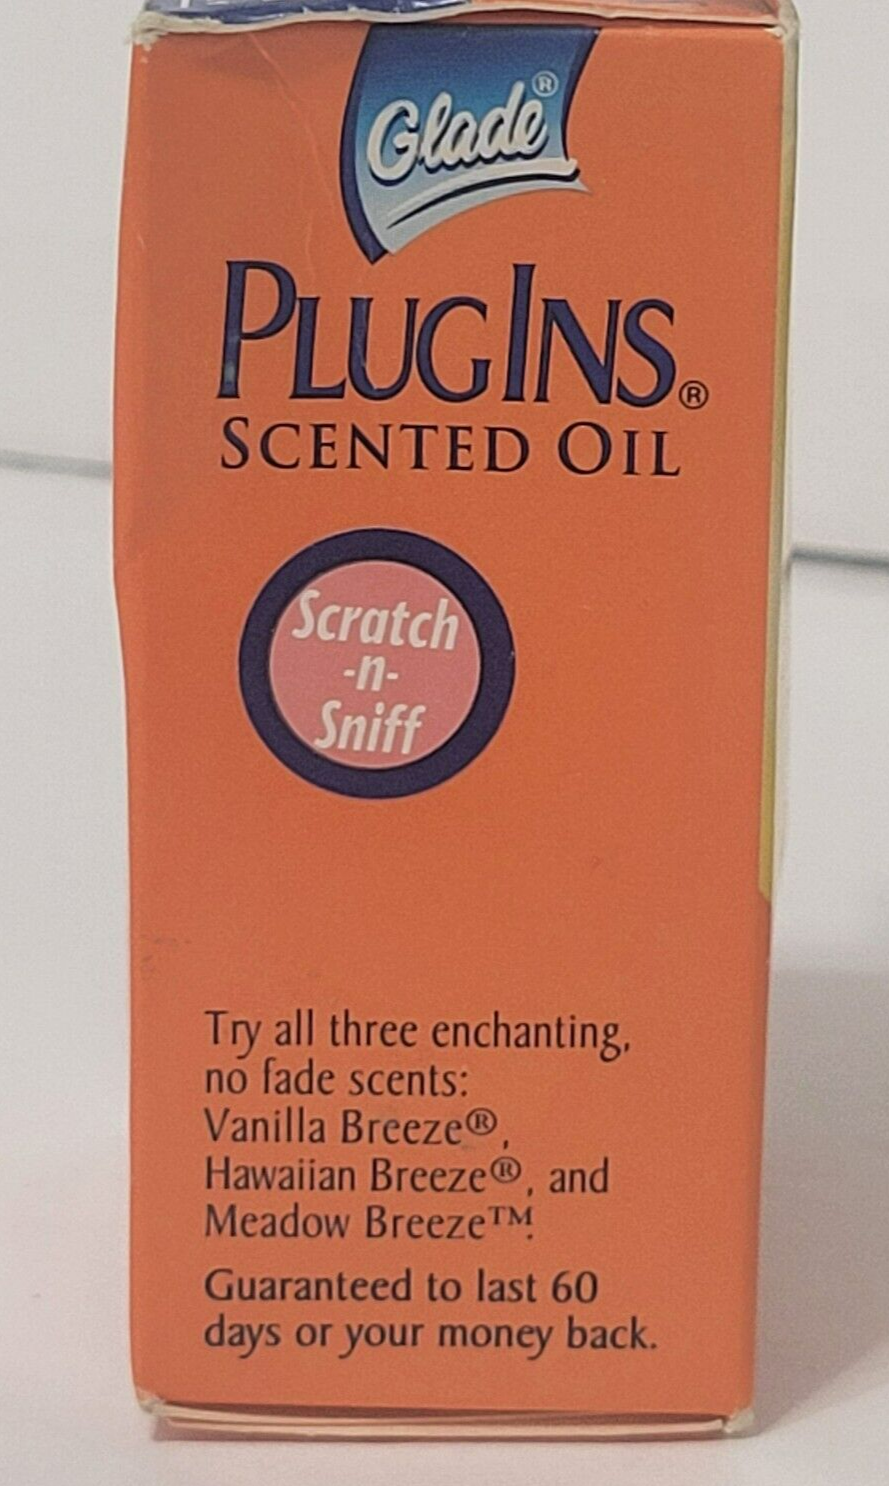 Glade®
PLUGINS®
SCENTED OIL
Scratch
-n-
Sniff
Try all three enchanting,
no fade scents:
Vanilla Breeze®,
Hawaiian Breeze®, and
Meadow Breeze™.
Guaranteed to last 60
days or your money back.